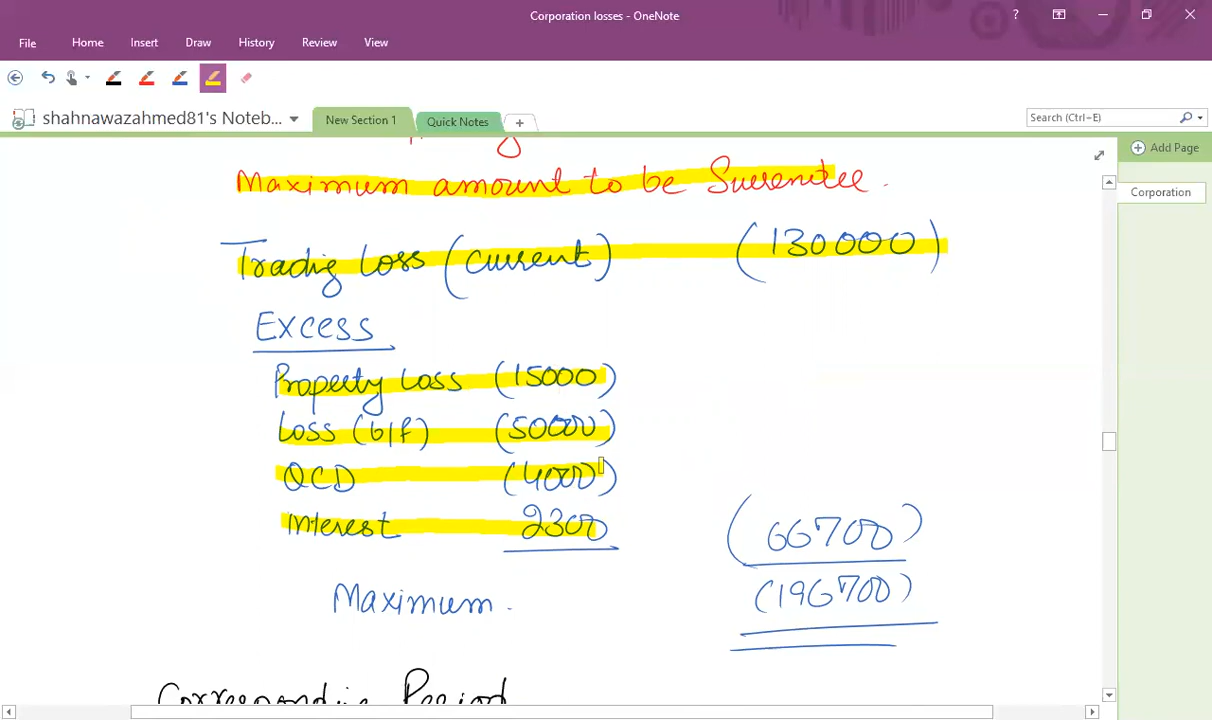 Corporation losses - OneNote
?
File Home Insert Draw History Review View
shahnawazahmed81's Noteb... New Section 1 Quick Notes + Search (Ctrl+E)
Add Page
Corporation
Maximum amount to be
Trading Loss (current) (130000)
Excess
Property Loss (15000)
Loss (b/f) (50000)
QCD (4000)
Interest 2300
(66700)
(196700)
Maximum.
Corresponding Period